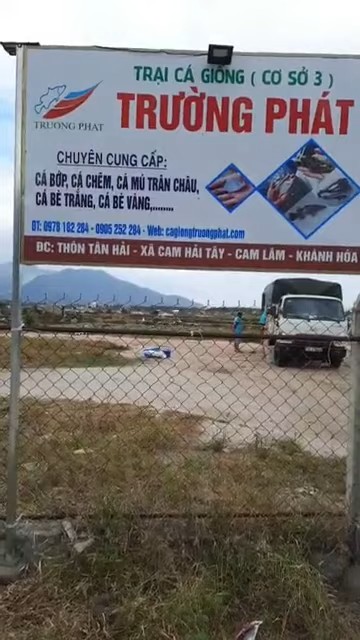 TRẠI CÁ GIỐNG ( CƠ SỞ 3 )
TRƯỜNG PHÁT
TRUONG PHAT
CHUYÊN CUNG CẤP:
CÁ BỚP, CÁ CHẼM, CÁ MÚ TRÂN CHÂU,
CÁ BÈ TRẮNG, CÁ BÈ VÀNG,........
ĐT: 0978 162 284 - 0905 252 284 - Web: cagiongtruongphat.com
ĐC: THÔN TÂN HẢI - XÃ CAM HẢI TÂY - CAM LÂM - KHÁNH HÒA